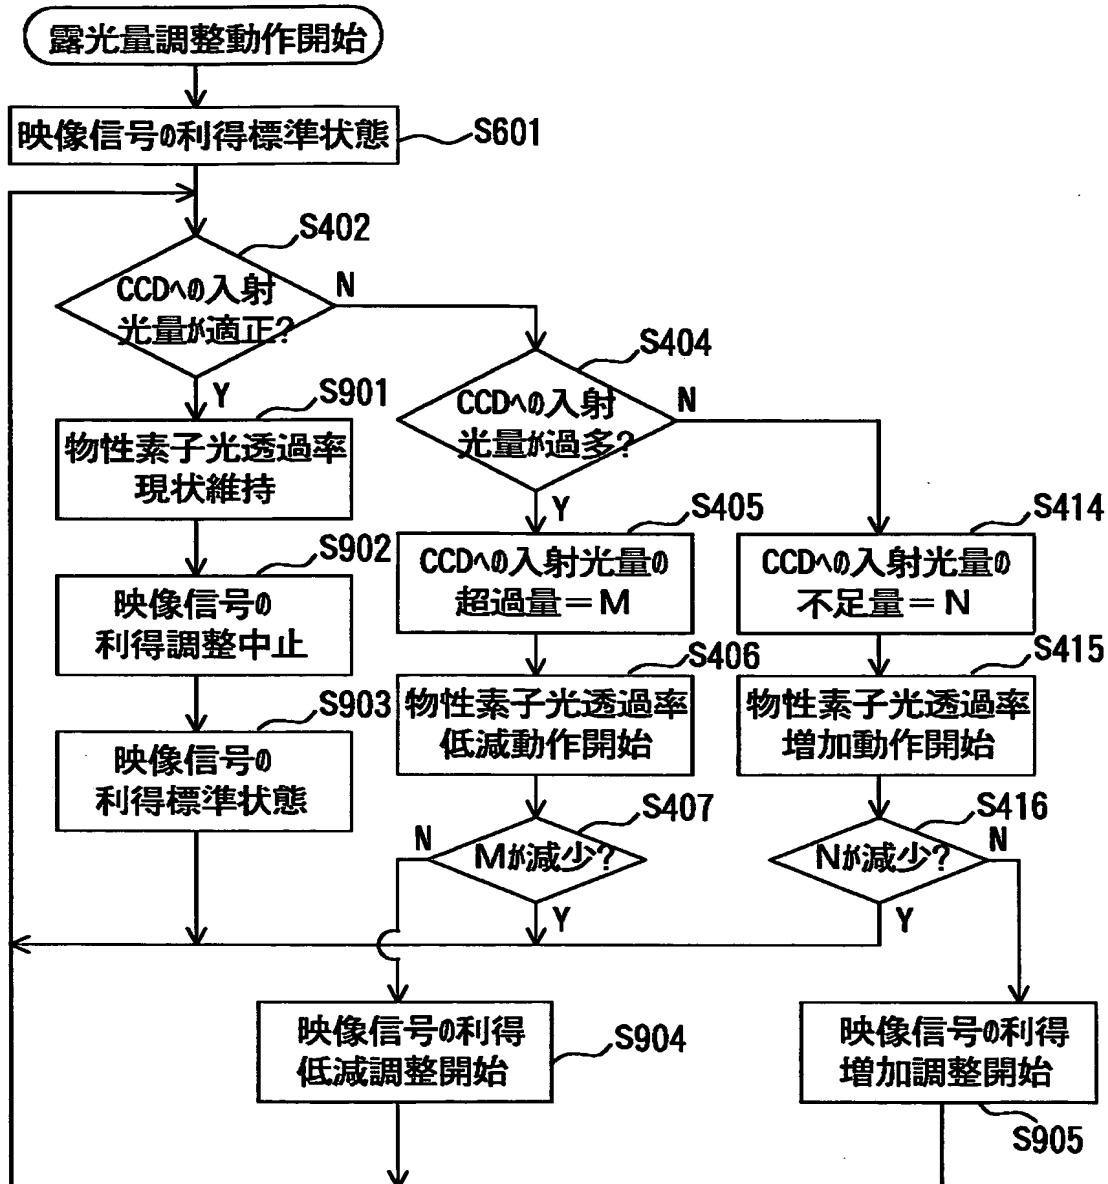 露光量調整動作開始
映像信号の利得標準状態
S601
S402
CCDへの入射
光量が適正?
N
Y
S404
CCDへの入射
光量が過多?
N
Y
S901
物性素子光透過率
現状維持
S902
映像信号の
利得調整中止
S903
映像信号の
利得標準状態
S405
CCDへの入射光量の
超過量=M
S406
物性素子光透過率
低減動作開始
S407
Mが減少?
N
Y
S414
CCDへの入射光量の
不足量=N
S415
物性素子光透過率
増加動作開始
S416
Nが減少?
N
Y
映像信号の利得
低減調整開始
S904
映像信号の利得
増加調整開始
S905